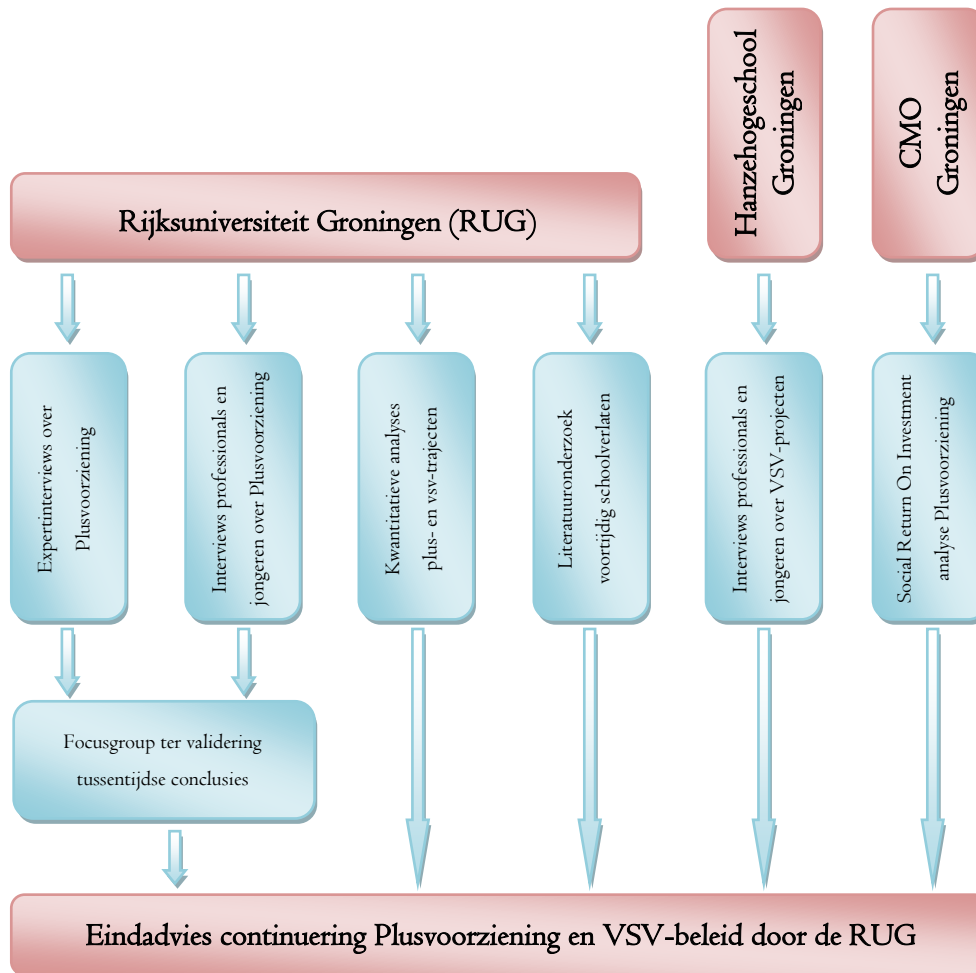 Hanzehogeschool
Groningen
CMO
Groningen
Rijksuniversiteit Groningen (RUG)
Expertinterviews over
Plusvoorziening
Interviews professionals en
jongeren over Plusvoorziening
Kwantitatieve analyses
plus- en vsv-trajecten
Literatuuronderzoek
voortijdig schoolverlaten
Interviews professionals en
jongeren over VSV-projecten
Social Return On Investment
analyse Plusvoorziening
Focusgroup ter validering
tussentijdse conclusies
Eindadvies continuering Plusvoorziening en VSV-beleid door de RUG